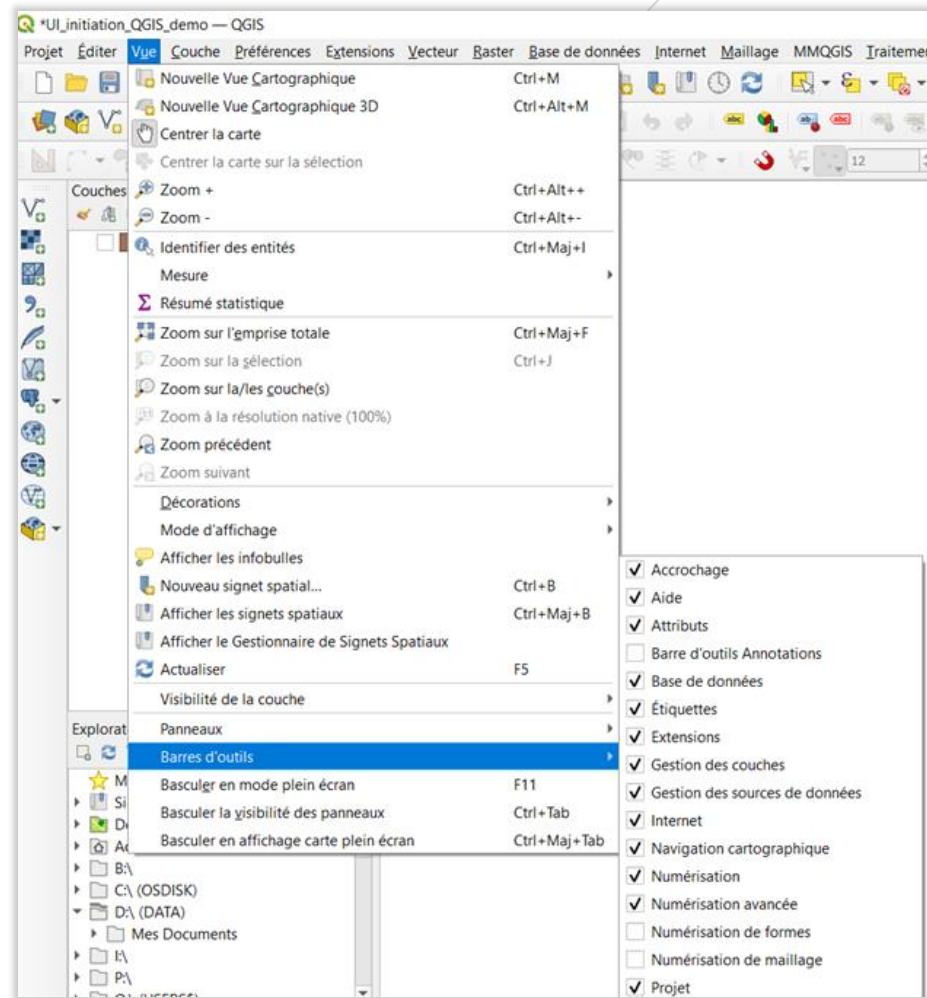 *UI_initiation_QGIS_demo — QGIS
Projet Éditer Vue Couche Préférences Extensions Vecteur Raster Base de données Internet Maillage MMQGIS
Nouvelle Vue Cartographique Ctrl+M
Nouvelle Vue Cartographique 3D Ctrl+Alt+M
Centrer la carte
Centrer la carte sur la sélection
12
Couches
Zoom + Ctrl+Alt++
Zoom - Ctrl+Alt+-
Identifier des entités Ctrl+Maj+I
Mesure
Résumé statistique
Zoom sur l'emprise totale Ctrl+Maj+F
Zoom sur la sélection Ctrl+J
Zoom sur la/les couche(s)
Zoom à la résolution native (100%)
Zoom précédent
Zoom suivant
Décorations
Mode d'affichage
Afficher les infobulles
Nouveau signet spatial... Ctrl+B
Afficher les signets spatiaux Ctrl+Maj+B
Afficher le Gestionnaire de Signets Spatiaux
Actualiser F5
Visibilité de la couche
Panneaux
Barres d'outils
Basculer en mode plein écran F11
Basculer la visibilité des panneaux Ctrl+Tab
Basculer en affichage carte plein écran Ctrl+Maj+Tab
Accrochage
Aide
Attributs
Barre d'outils Annotations
Base de données
Étiquettes
Extensions
Gestion des couches
Gestion des sources de données
Internet
Navigation cartographique
Numérisation
Numérisation avancée
Numérisation de formes
Numérisation de maillage
Projet
B:\
C:\ (OSDISK)
D:\ (DATA)
Mes Documents
I:\
P:\